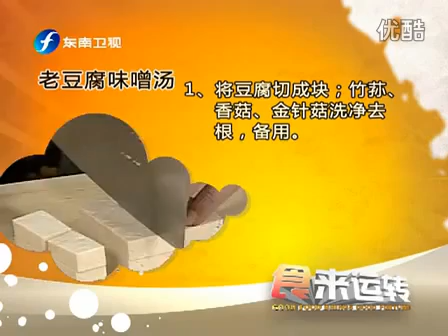 东南卫视
优酷
老豆腐味噌汤
1、将豆腐切成块；竹荪、
香菇、金针菇洗净去
根，备用。
食来运转